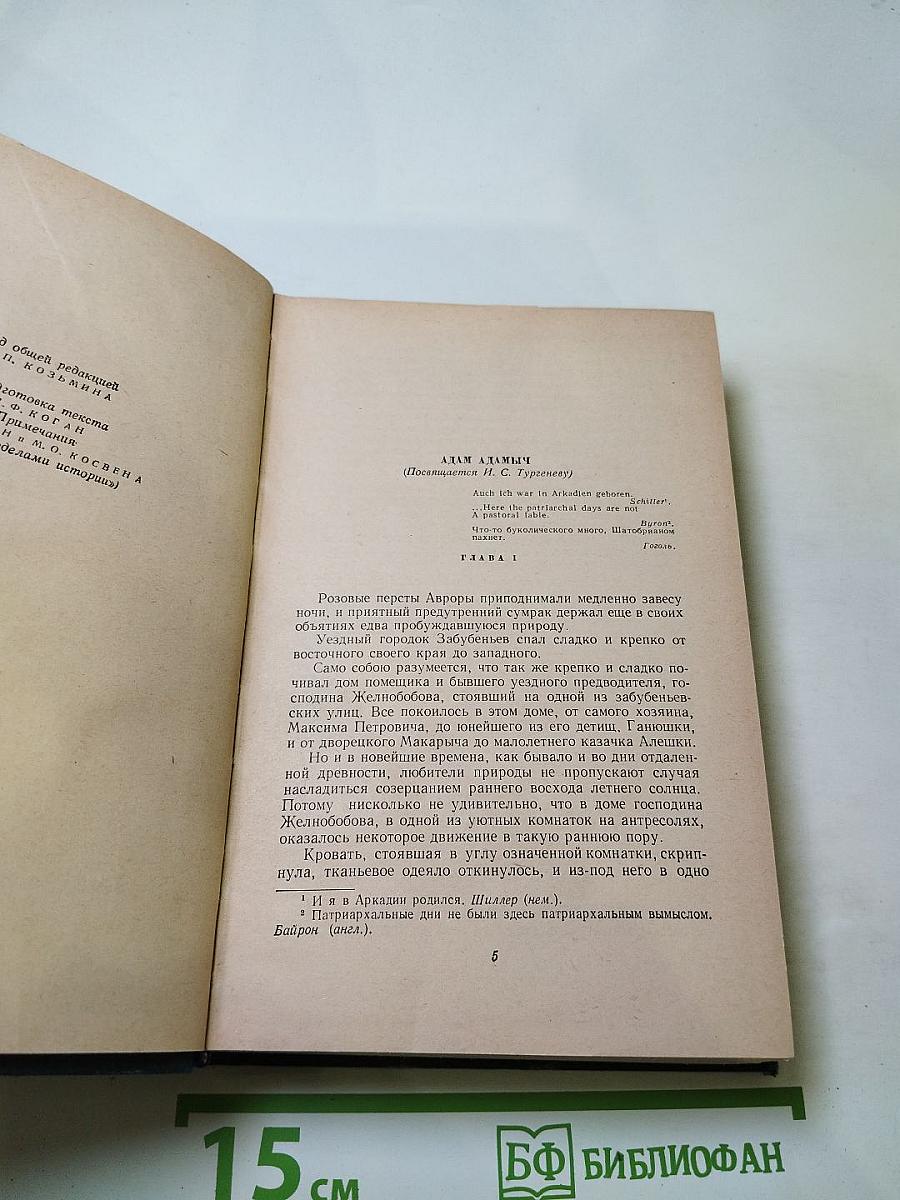 д общей редакцией
П. КОЗЬМИНА
дготовка текста
. Ф. КОГАН
Примечания
Н и М. О. КОСВЕНА
делами истории»)
АДАМ АДАМЫЧ
(Посвящается И. С. Тургеневу)
Auch ich war in Arkadien geboren.
Schiller¹.
...Here the patriarchal days are not
A pastoral fable.
Byron².
Что-то буколического много, Шатобрианом
пахнет.
Гоголь.
ГЛАВА I
Розовые персты Авроры приподнимали медленно завесу
ночи, и приятный предутренний сумрак держал еще в своих
объятиях едва пробуждавшуюся природу.
Уездный городок Забубеньев спал сладко и крепко от
восточного своего края до западного.
Само собою разумеется, что так же крепко и сладко по-
чивал дом помещика и бывшего уездного предводителя, го-
сподина Желнобобова, стоявший на одной из забубеньев-
ских улиц. Все покоилось в этом доме, от самого хозяина,
Максима Петровича, до юнейшего из его детищ, Ганюшки,
и от дворецкого Макарыча до малолетнего казачка Алешки.
Но и в новейшие времена, как бывало и во дни отдален-
ной древности, любители природы не пропускают случая
насладиться созерцанием раннего восхода летнего солнца.
Потому нисколько не удивительно, что в доме господина
Желнобобова, в одной из уютных комнаток на антресолях,
оказалось некоторое движение в такую раннюю пору.
Кровать, стоявшая в углу означенной комнатки, скрип-
нула, тканьевое одеяло откинулось, и из-под него в одно
¹ И я в Аркадии родился. Шиллер (нем.).
² Патриархальные дни не были здесь патриархальным вымыслом.
Байрон (англ.).
5
15 см
БФ БИБЛИОФАН